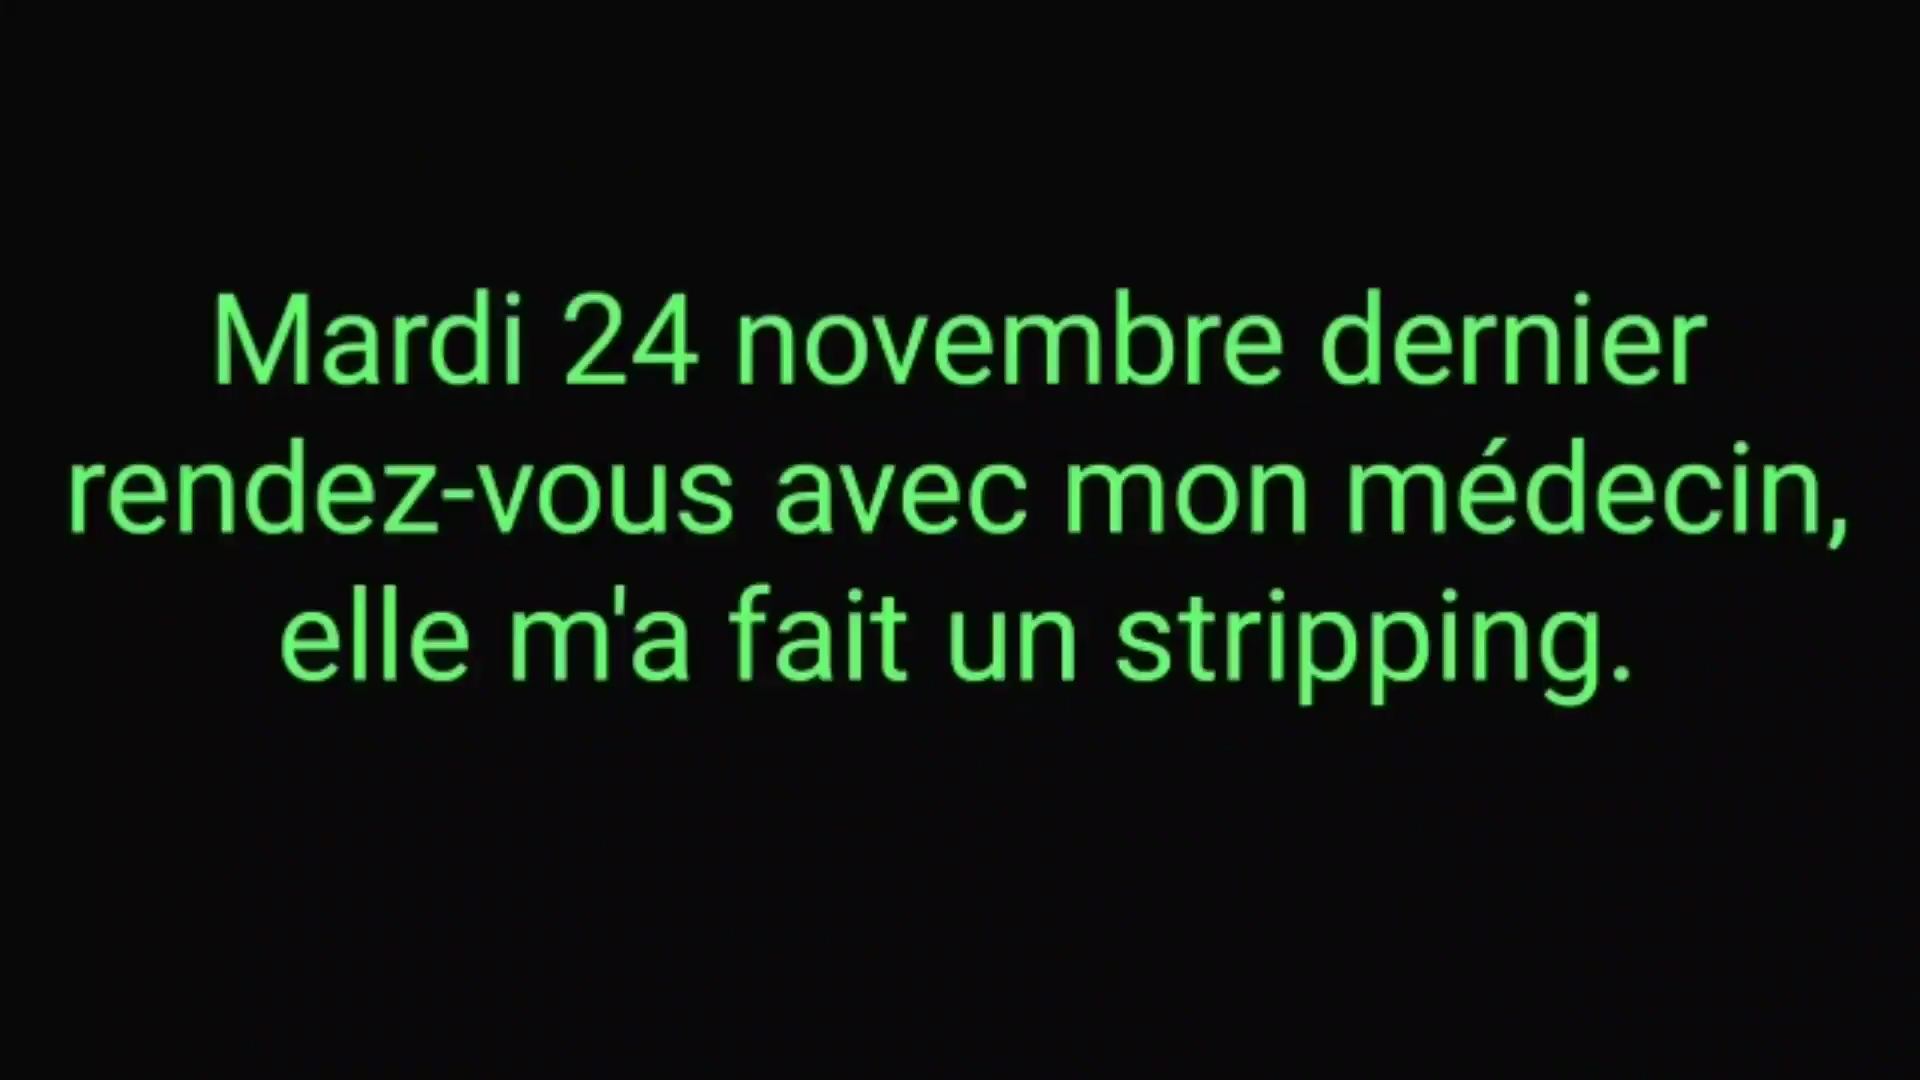 Mardi 24 novembre dernier
rendez-vous avec mon médecin,
elle m'a fait un stripping.